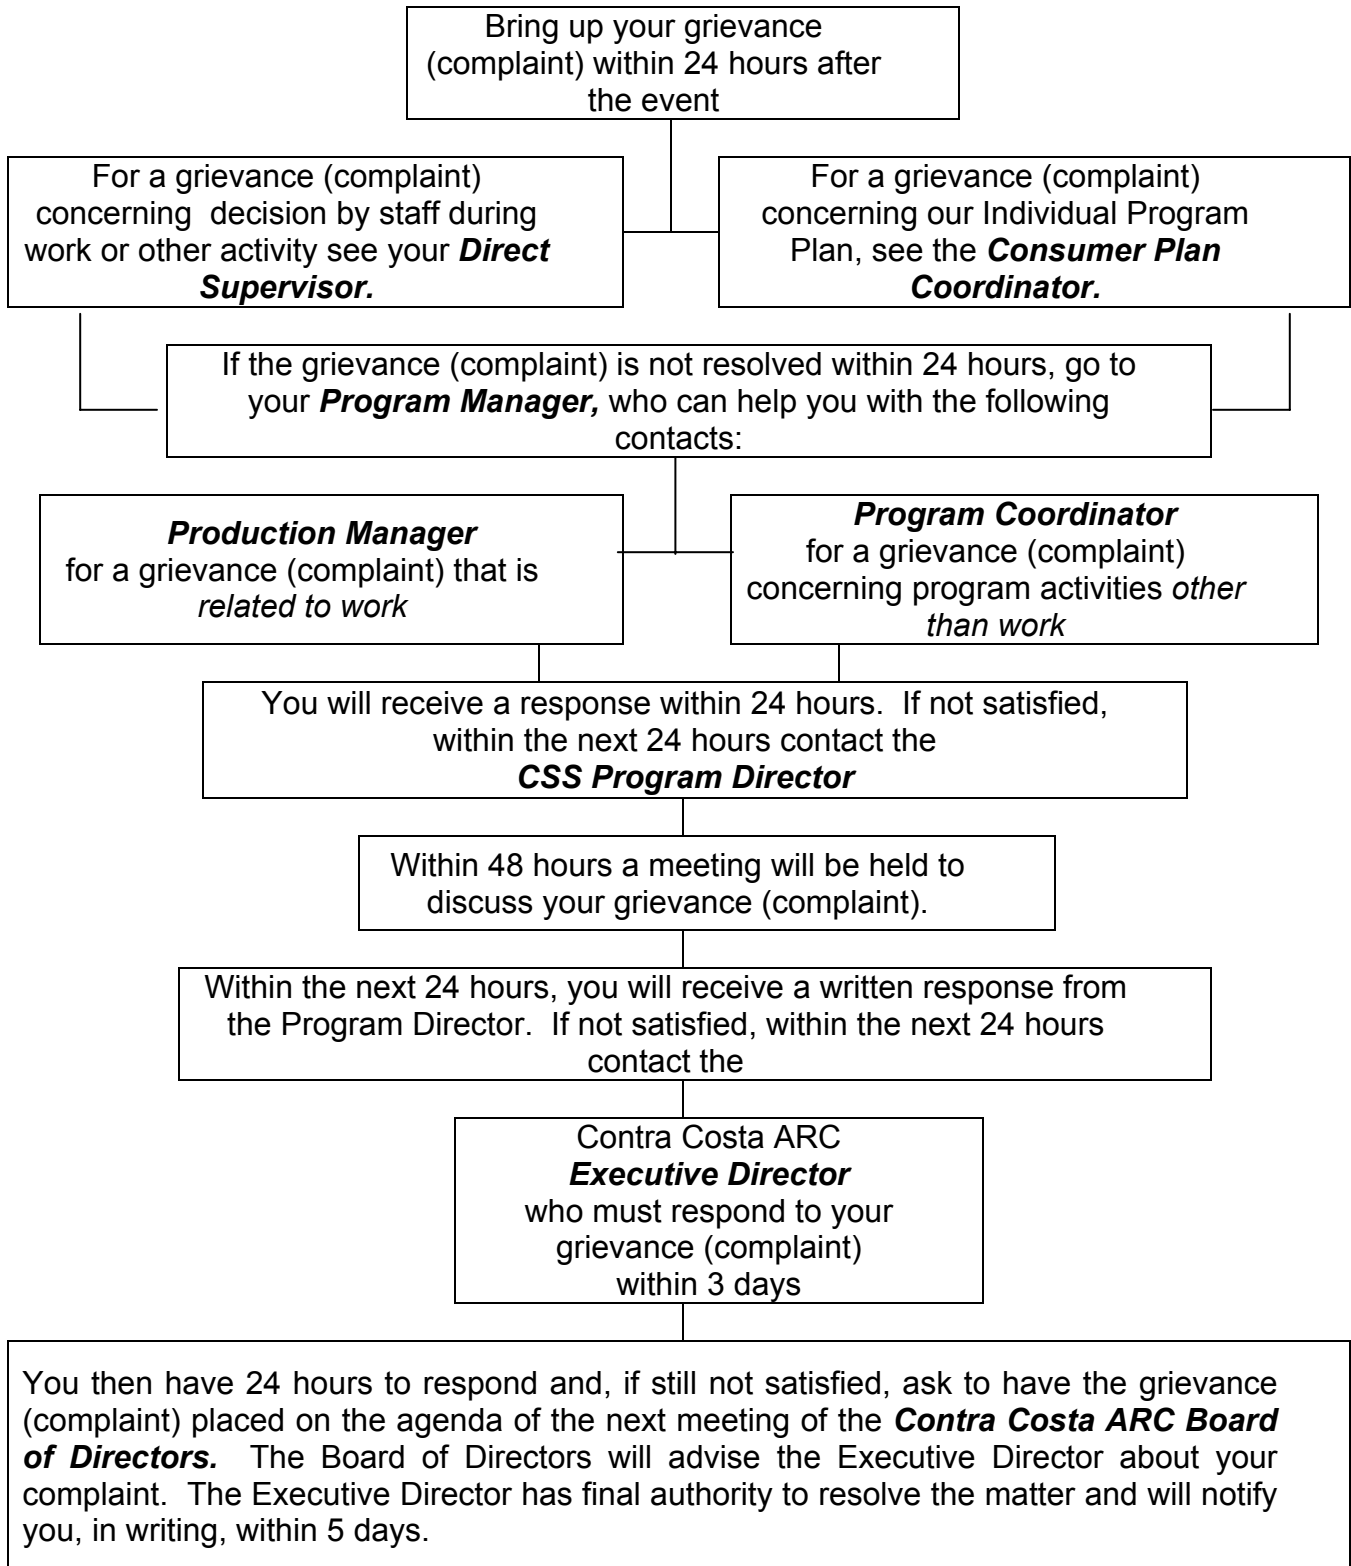 Bring up your grievance
(complaint) within 24 hours after
the event
For a grievance (complaint)
concerning decision by staff during
work or other activity see your Direct
Supervisor.
For a grievance (complaint)
concerning our Individual Program
Plan, see the Consumer Plan
Coordinator.
If the grievance (complaint) is not resolved within 24 hours, go to
your Program Manager, who can help you with the following
contacts:
Production Manager
for a grievance (complaint) that is
related to work
Program Coordinator
for a grievance (complaint)
concerning program activities other
than work
You will receive a response within 24 hours. If not satisfied,
within the next 24 hours contact the
CSS Program Director
Within 48 hours a meeting will be held to
discuss your grievance (complaint).
Within the next 24 hours, you will receive a written response from
the Program Director. If not satisfied, within the next 24 hours
contact the
Contra Costa ARC
Executive Director
who must respond to your
grievance (complaint)
within 3 days
You then have 24 hours to respond and, if still not satisfied, ask to have the grievance
(complaint) placed on the agenda of the next meeting of the Contra Costa ARC Board
of Directors. The Board of Directors will advise the Executive Director about your
complaint. The Executive Director has final authority to resolve the matter and will notify
you, in writing, within 5 days.